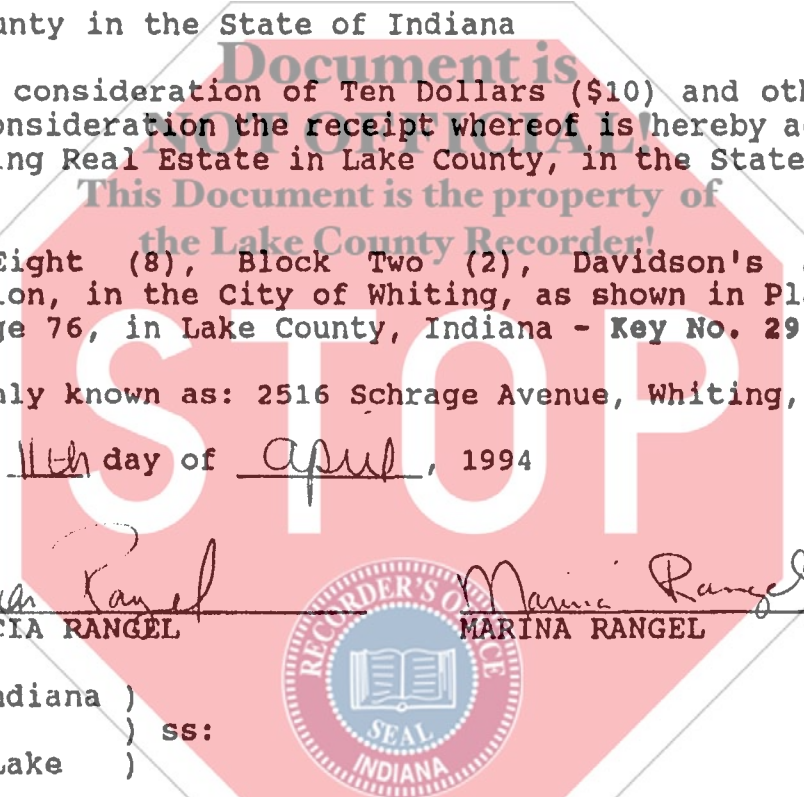 unty in the State of Indiana
Document is
consideration of Ten Dollars ($10) and oth
onsideration the receipt whereof is hereby a
NOT OFFICIAL!
ing Real Estate in Lake County, in the State
This Document is the property of
the Lake County Recorder!
Eight (8), Block Two (2), Davidson's
ion, in the City of Whiting, as shown in Pl
ge 76, in Lake County, Indiana - Key No. 29
STOP
nly known as: 2516 Schrage Avenue, Whiting,
11th day of April, 1994
Rangel Marina Rangel
CIA RANGEL MARINA RANGEL
RECORDER'S OFFICE
SEAL
INDIANA
ndiana )
) ss:
Lake )